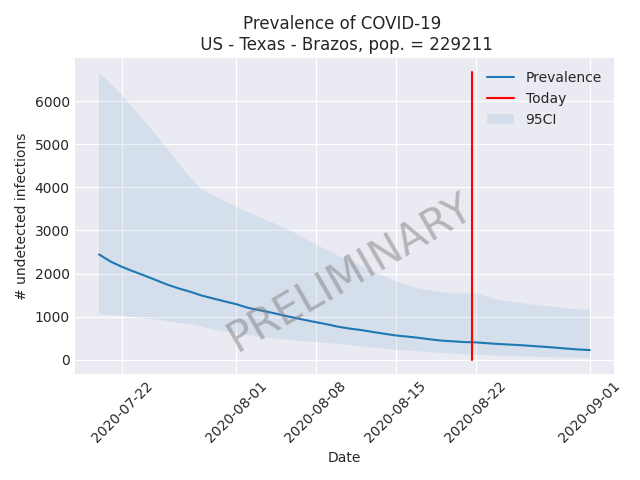 Prevalence of COVID-19
US - Texas - Brazos, pop. = 229211
Prevalence
Today
95CI
6000
5000
4000
3000
2000
1000
0
# undetected infections
PRELIMINARY
2020-07-22
2020-08-01
2020-08-08
2020-08-15
2020-08-22
2020-09-01
Date